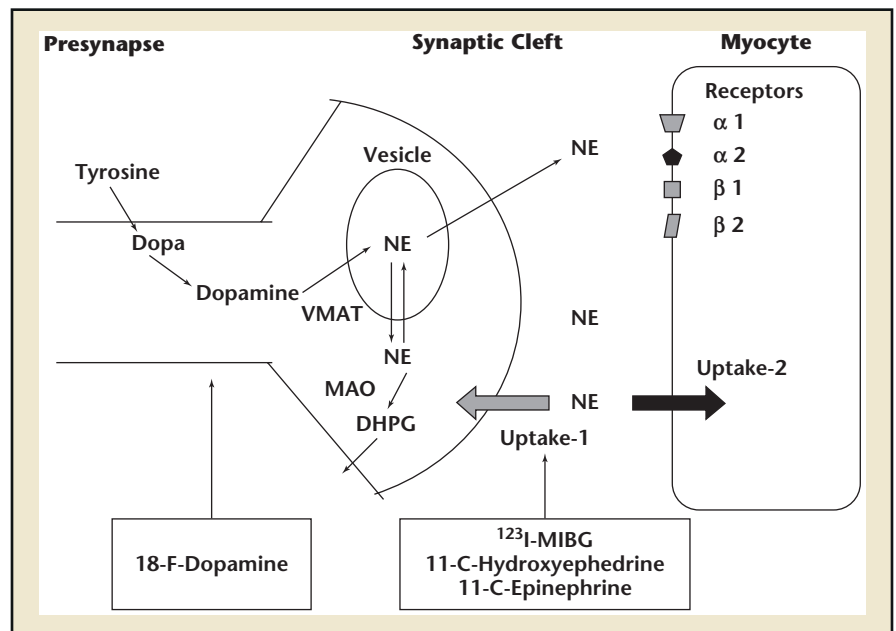 Presynapse
Synaptic Cleft
Myocyte
Receptors
α 1
α 2
β 1
β 2
NE
Vesicle
Tyrosine
Dopa
NE
Dopamine
VMAT
NE
NE
MAO
DHPG
NE
Uptake-1
Uptake-2
18-F-Dopamine
¹²³I-MIBG
11-C-Hydroxyephedrine
11-C-Epinephrine